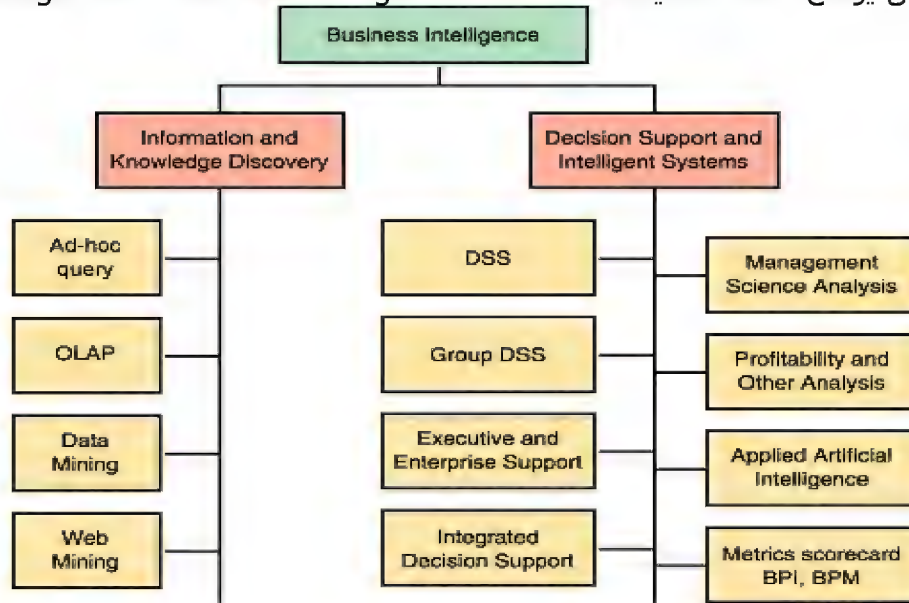 Business Intelligence
Information and
Knowledge Discovery
Decision Support and
Intelligent Systems
Ad-hoc
query
OLAP
Data
Mining
Web
Mining
DSS
Group DSS
Executive and
Enterprise Support
Integrated
Decision Support
Management
Science Analysis
Profitability and
Other Analysis
Applied Artificial
Intelligence
Metrics scorecard
BPI, BPM